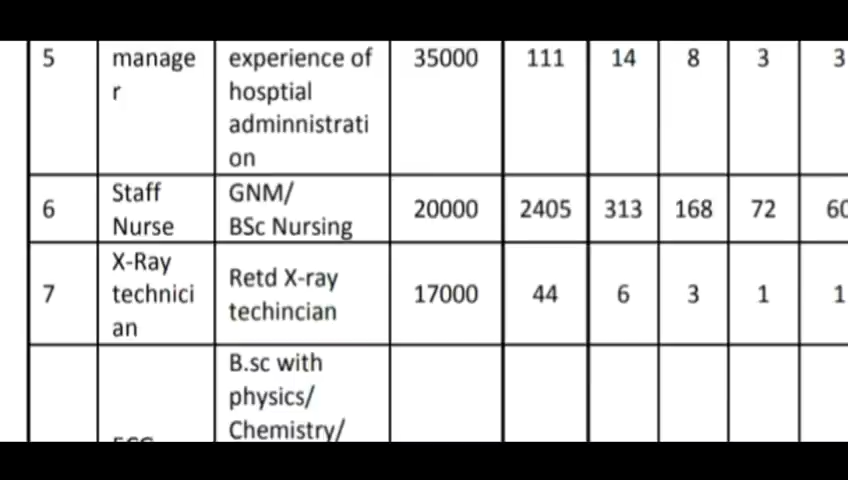 5 manage experience of 35000 111 14 8 3 3
r hosptial
adminnistrati
on
Staff GNM/
6 20000 2405 313 168 72 60
Nurse BSc Nursing
X-Ray
Retd X-ray
7 technici 17000 44 6 3 1 1
techincian
an
B.sc with
physics/
Chemistry/